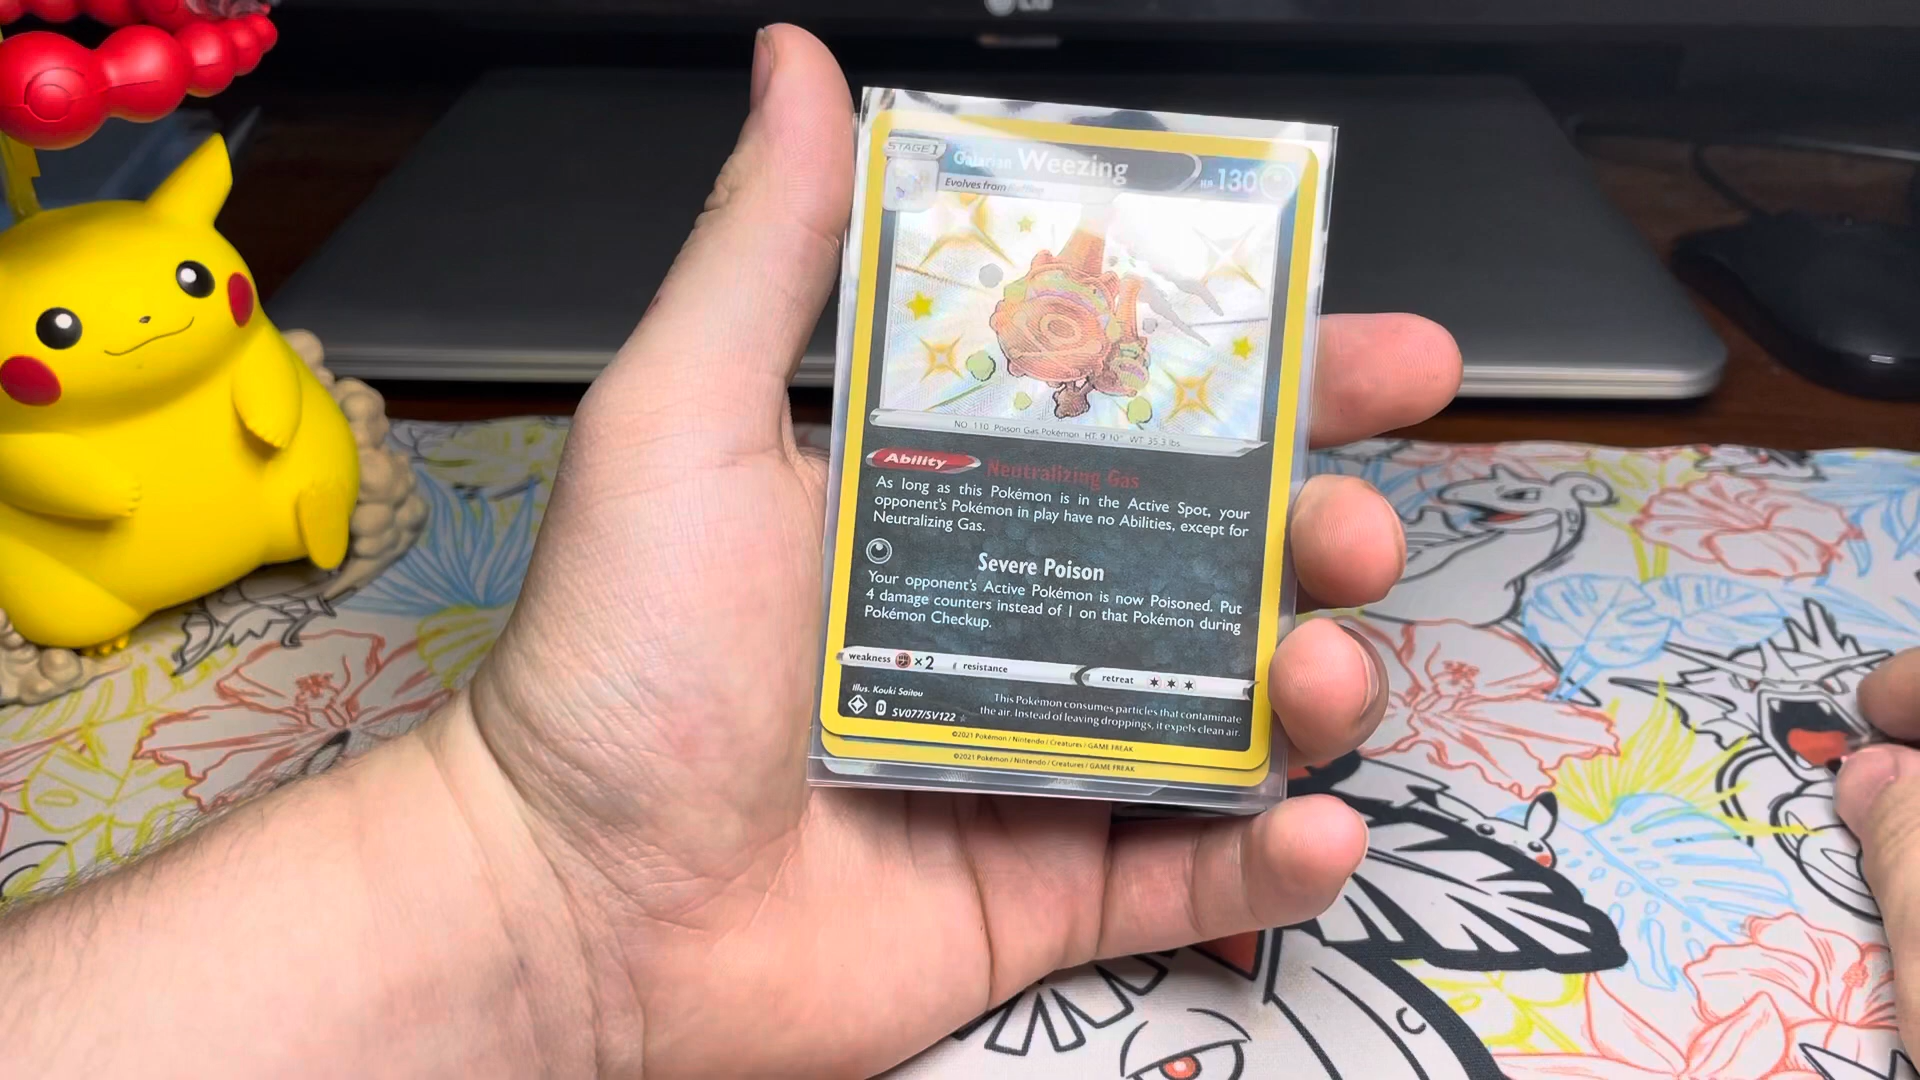 LG
STAGE 1
Galarian Weezing
HP 130
Evolves from Koffing
NO. 110 Poison Gas Pokémon HT 9'10" WT 35.3 lbs
Ability Neutralizing Gas
As long as this Pokémon is in the Active Spot, your
opponent's Pokémon in play have no Abilities, except for
Neutralizing Gas.
Severe Poison
Your opponent's Active Pokémon is now Poisoned. Put
4 damage counters instead of 1 on that Pokémon during
Pokémon Checkup.
weakness ×2 resistance retreat
Illus. Kouki Saitou
D SV077/SV122
This Pokémon consumes particles that contaminate
the air. Instead of leaving droppings, it expels clean air.
©2021 Pokémon / Nintendo / Creatures / GAME FREAK
©2021 Pokémon / Nintendo / Creatures / GAME FREAK